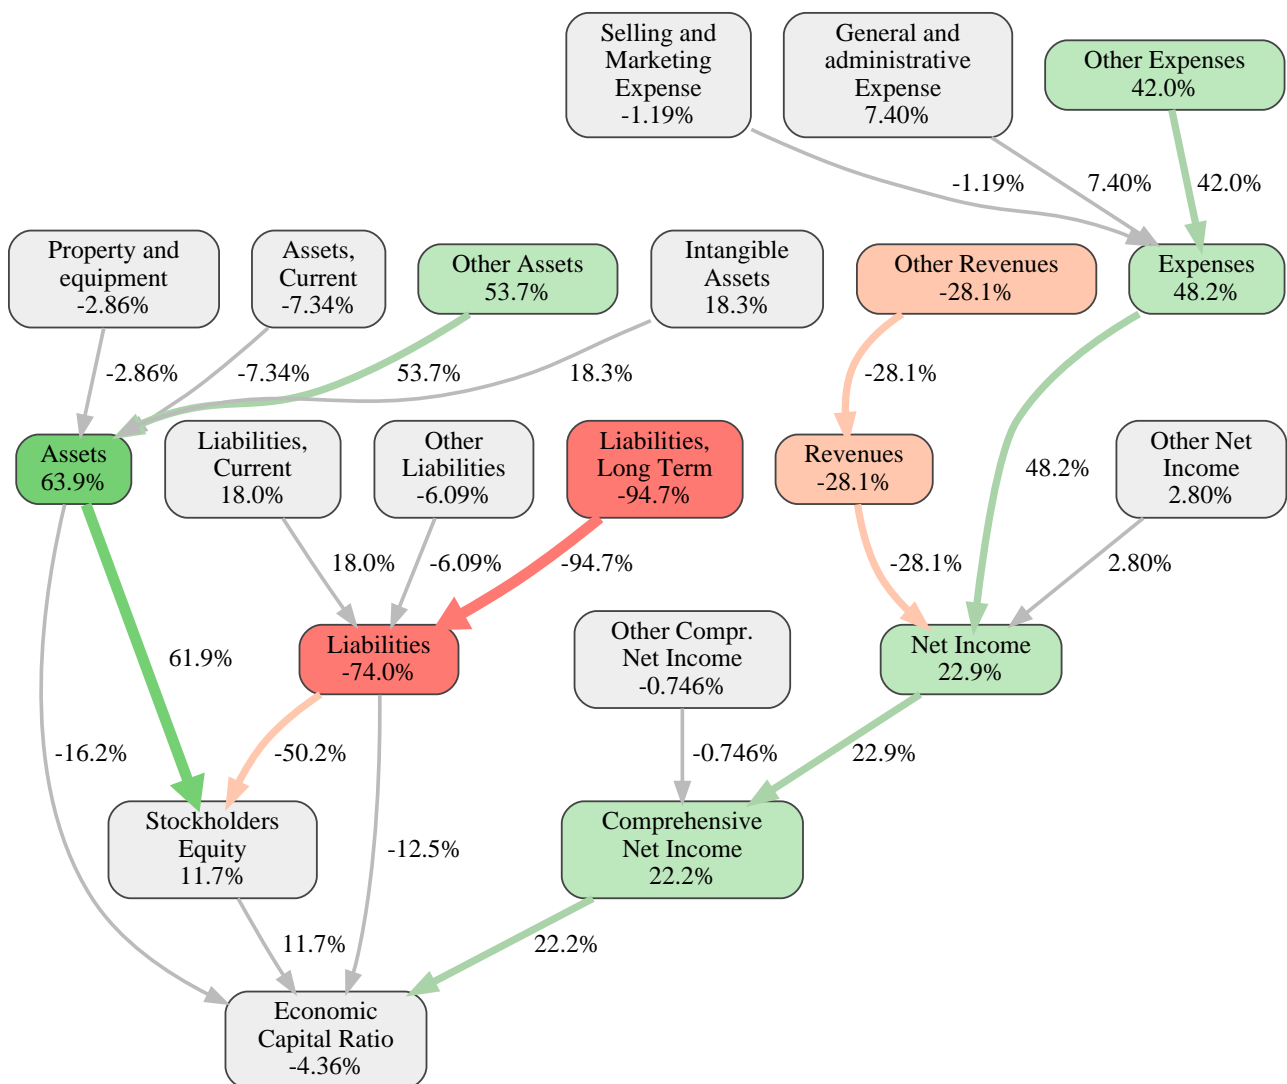 Selling and
Marketing
Expense
-1.19%
General and
administrative
Expense
7.40%
Other Expenses
42.0%
-1.19%
7.40%
42.0%
Property and
equipment
-2.86%
Assets,
Current
-7.34%
Other Assets
53.7%
Intangible
Assets
18.3%
Other Revenues
-28.1%
Expenses
48.2%
-2.86%
-7.34%
53.7%
18.3%
-28.1%
48.2%
Assets
63.9%
Liabilities,
Current
18.0%
Other
Liabilities
-6.09%
Liabilities,
Long Term
-94.7%
Revenues
-28.1%
Other Net
Income
2.80%
18.0%
-6.09%
-94.7%
-28.1%
2.80%
61.9%
Liabilities
-74.0%
Other Compr.
Net Income
-0.746%
Net Income
22.9%
-16.2%
-50.2%
-0.746%
22.9%
Stockholders
Equity
11.7%
-12.5%
Comprehensive
Net Income
22.2%
11.7%
22.2%
Economic
Capital Ratio
-4.36%